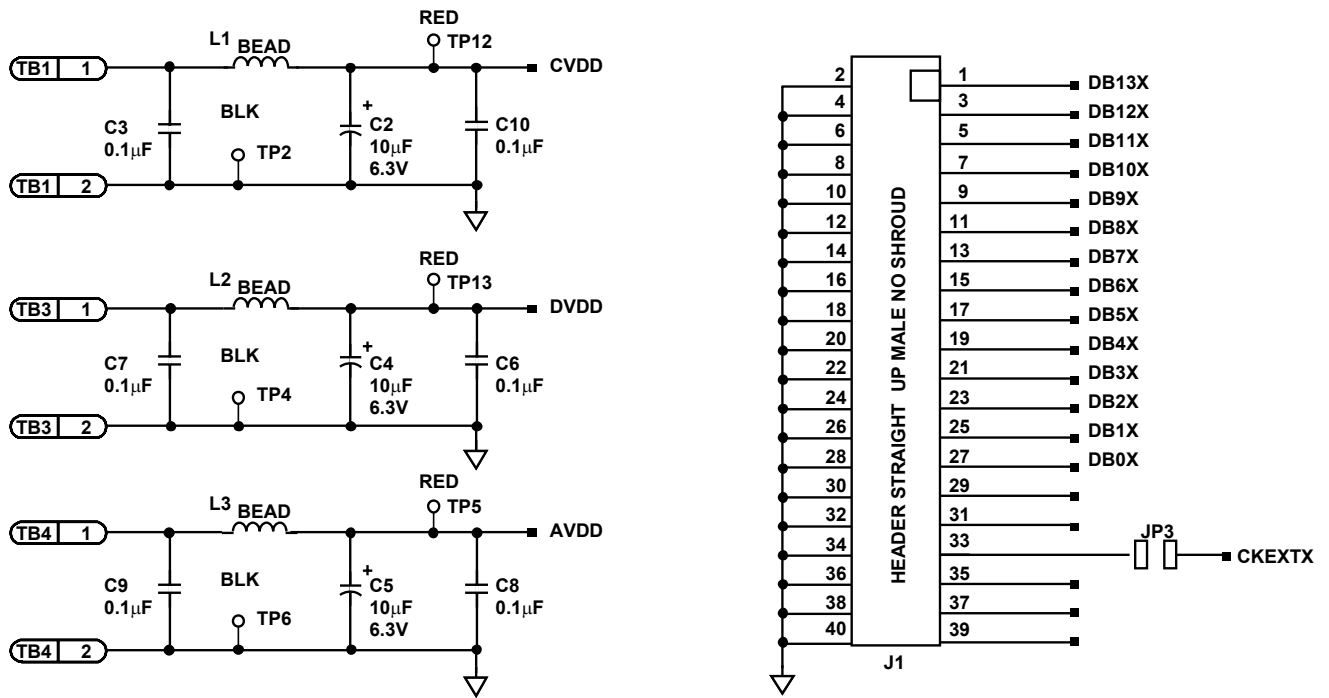 RED
L1 BEAD TP12
TB1 1 CVDD
BLK
C3 0.1µF
TP2
+ C2 10µF 6.3V
C10 0.1µF
TB1 2
RED
L2 BEAD TP13
TB3 1 DVDD
BLK
C7 0.1µF
TP4
+ C4 10µF 6.3V
C6 0.1µF
TB3 2
RED
L3 BEAD TP5
TB4 1 AVDD
BLK
C9 0.1µF
TP6
+ C5 10µF 6.3V
C8 0.1µF
TB4 2
HEADER STRAIGHT UP MALE NO SHROUD
2 1 DB13X
4 3 DB12X
6 5 DB11X
8 7 DB10X
10 9 DB9X
12 11 DB8X
14 13 DB7X
16 15 DB6X
18 17 DB5X
20 19 DB4X
22 21 DB3X
24 23 DB2X
26 25 DB1X
28 27 DB0X
30 29
32 31
34 33 JP3 CKEXTX
36 35
38 37
40 39
J1